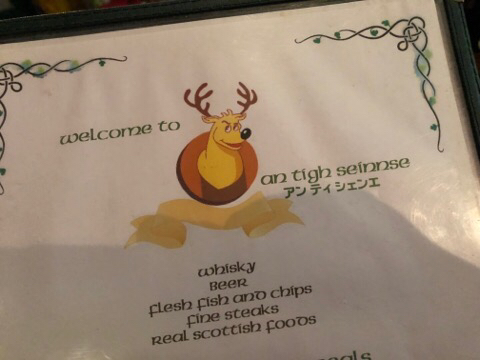 welcome to
an tigh seinnse
アン ティ シェンエ
whisky
BEER
flesh fish and chips
fine steaks
Real Scottish foods